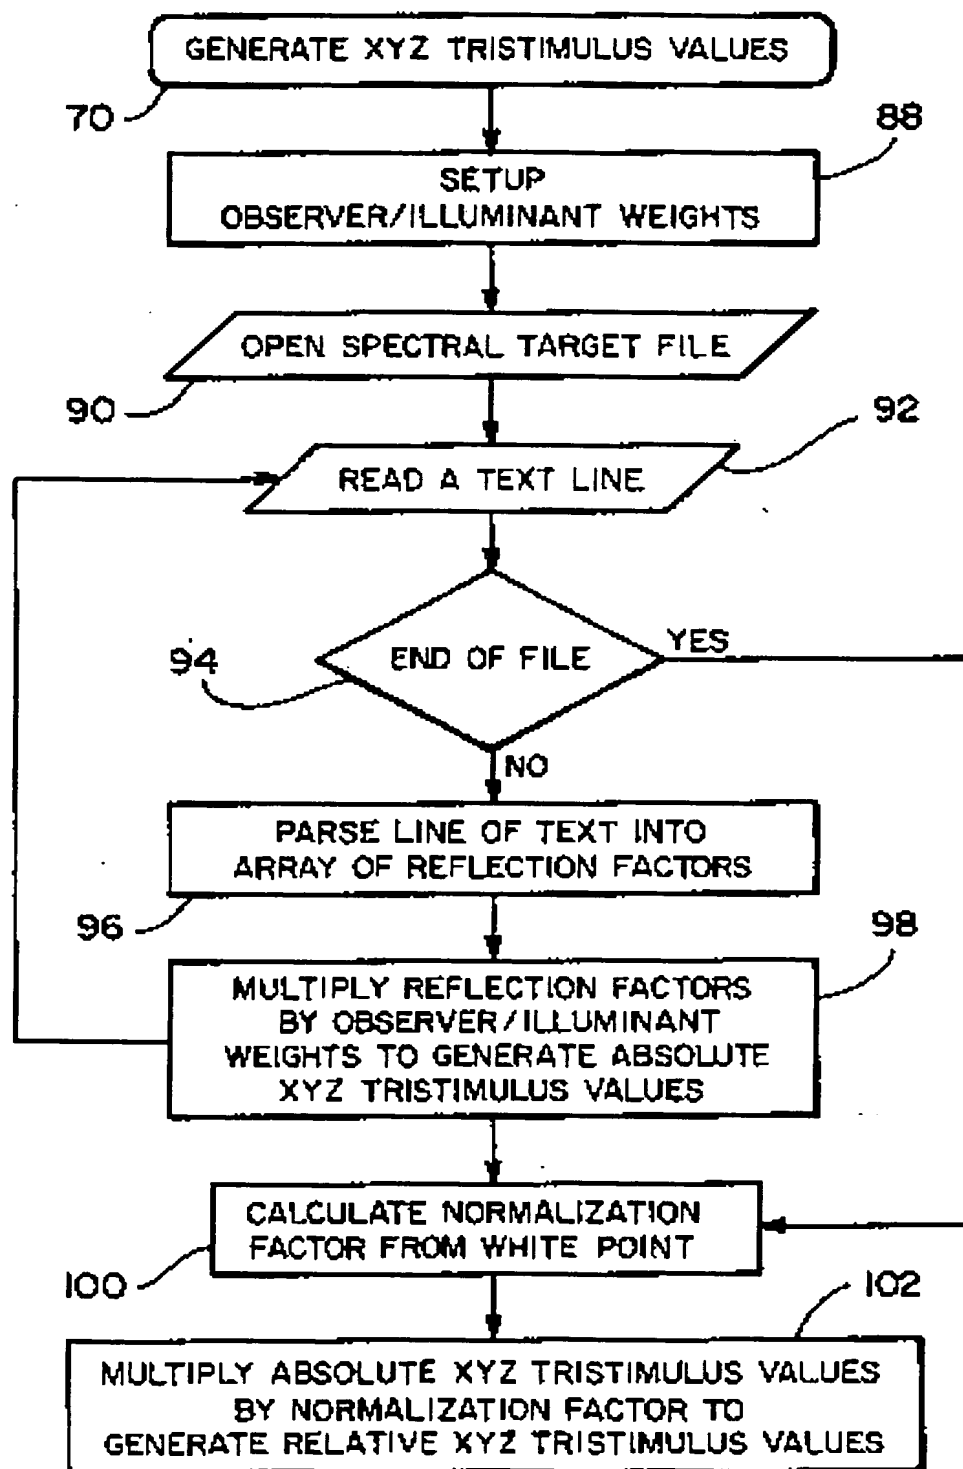 GENERATE XYZ TRISTIMULUS VALUES
70
88
SETUP
OBSERVER/ILLUMINANT WEIGHTS
OPEN SPECTRAL TARGET FILE
90
92
READ A TEXT LINE
94
END OF FILE
YES
NO
PARSE LINE OF TEXT INTO
ARRAY OF REFLECTION FACTORS
96
98
MULTIPLY REFLECTION FACTORS
BY OBSERVER/ILLUMINANT
WEIGHTS TO GENERATE ABSOLUTE
XYZ TRISTIMULUS VALUES
CALCULATE NORMALIZATION
FACTOR FROM WHITE POINT
100
102
MULTIPLY ABSOLUTE XYZ TRISTIMULUS VALUES
BY NORMALIZATION FACTOR TO
GENERATE RELATIVE XYZ TRISTIMULUS VALUES